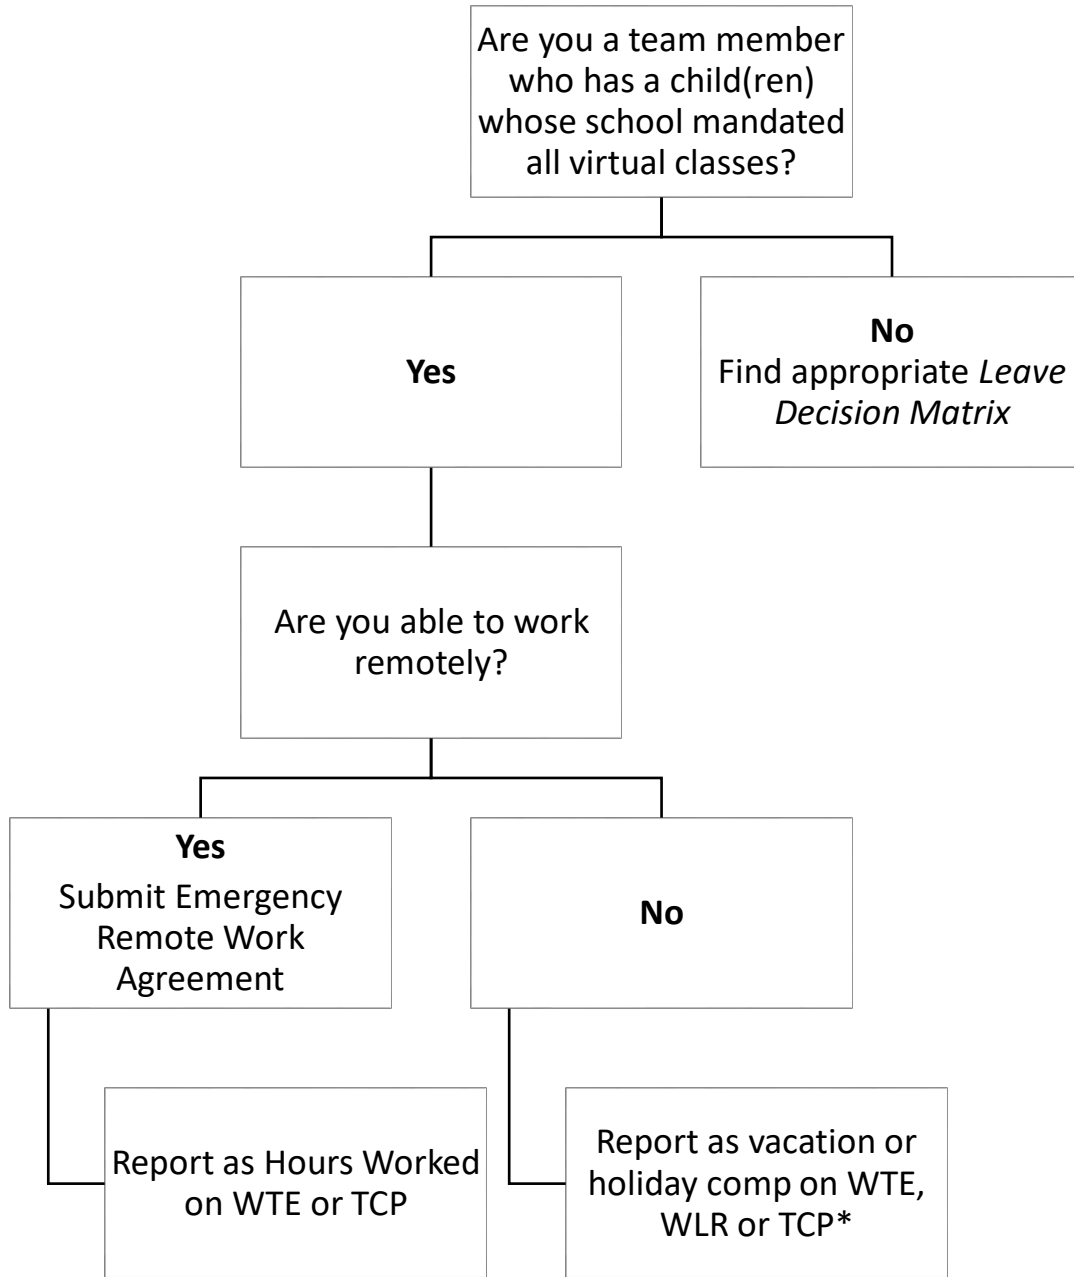 Are you a team member
who has a child(ren)
whose school mandated
all virtual classes?
Yes
No
Find appropriate Leave
Decision Matrix
Are you able to work
remotely?
Yes
Submit Emergency
Remote Work
Agreement
No
Report as Hours Worked
on WTE or TCP
Report as vacation or
holiday comp on WTE,
WLR or TCP*